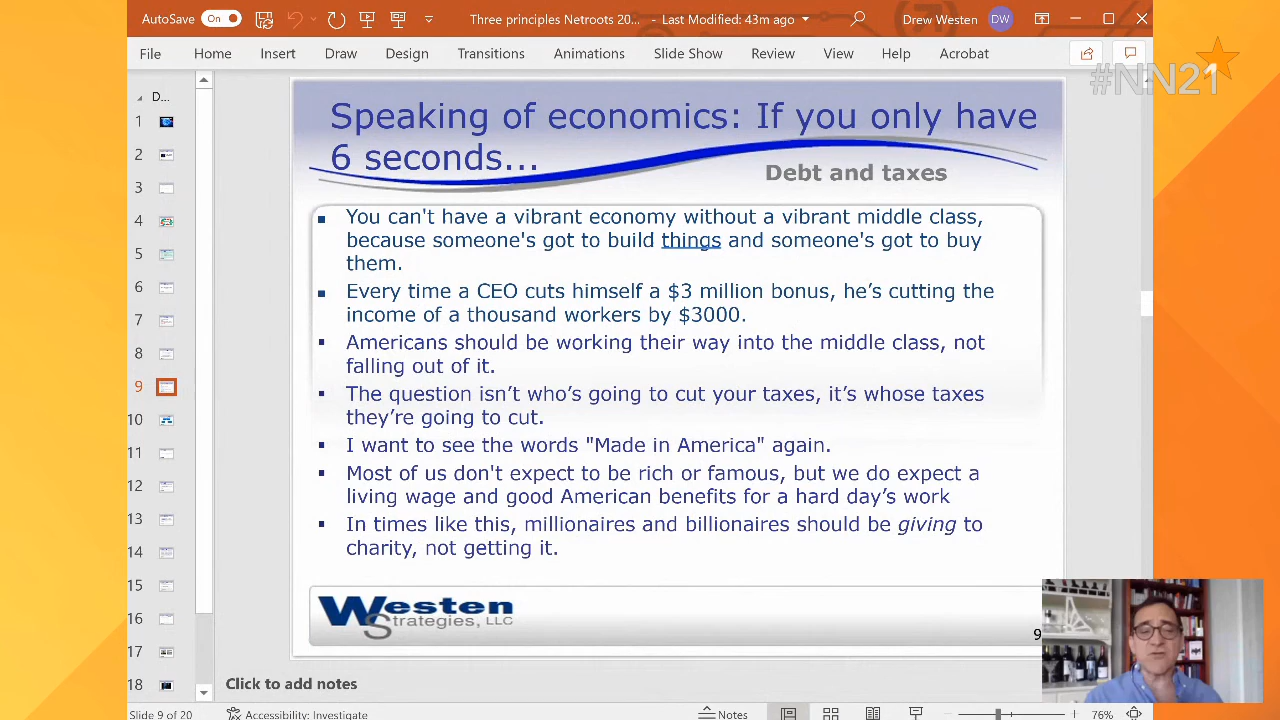 AutoSave
On
Three principles Netroots 20... - Last Modified: 43m ago
Drew Westen
DW
File Home Insert Draw Design Transitions Animations Slide Show Review View Help Acrobat
#NN21
D...
1
2
3
4
5
6
7
8
9
10
11
12
13
14
15
16
17
18
Speaking of economics: If you only have
6 seconds...
Debt and taxes
You can't have a vibrant economy without a vibrant middle class,
because someone's got to build things and someone's got to buy
them.
Every time a CEO cuts himself a $3 million bonus, he's cutting the
income of a thousand workers by $3000.
Americans should be working their way into the middle class, not
falling out of it.
The question isn't who's going to cut your taxes, it's whose taxes
they're going to cut.
I want to see the words "Made in America" again.
Most of us don't expect to be rich or famous, but we do expect a
living wage and good American benefits for a hard day's work
In times like this, millionaires and billionaires should be giving to
charity, not getting it.
Westen
Strategies, LLC
9
Click to add notes
Slide 9 of 20
Accessibility: Investigate
Notes
76%